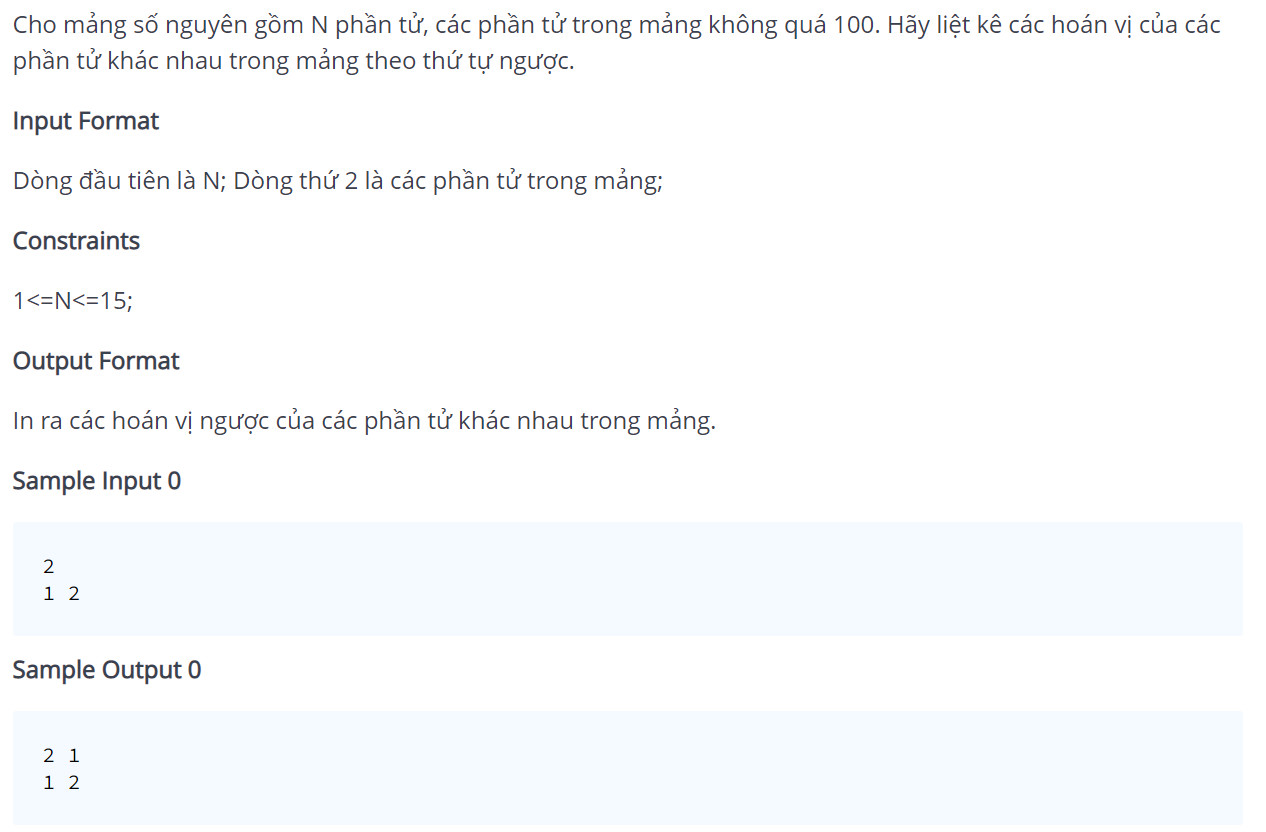 Cho mảng số nguyên gồm N phần tử, các phần tử trong mảng không quá 100. Hãy liệt kê các hoán vị của các
phần tử khác nhau trong mảng theo thứ tự ngược.
Input Format
Dòng đầu tiên là N; Dòng thứ 2 là các phần tử trong mảng;
Constraints
1<=N<=15;
Output Format
In ra các hoán vị ngược của các phần tử khác nhau trong mảng.
Sample Input 0
2
1 2
Sample Output 0
2 1
1 2